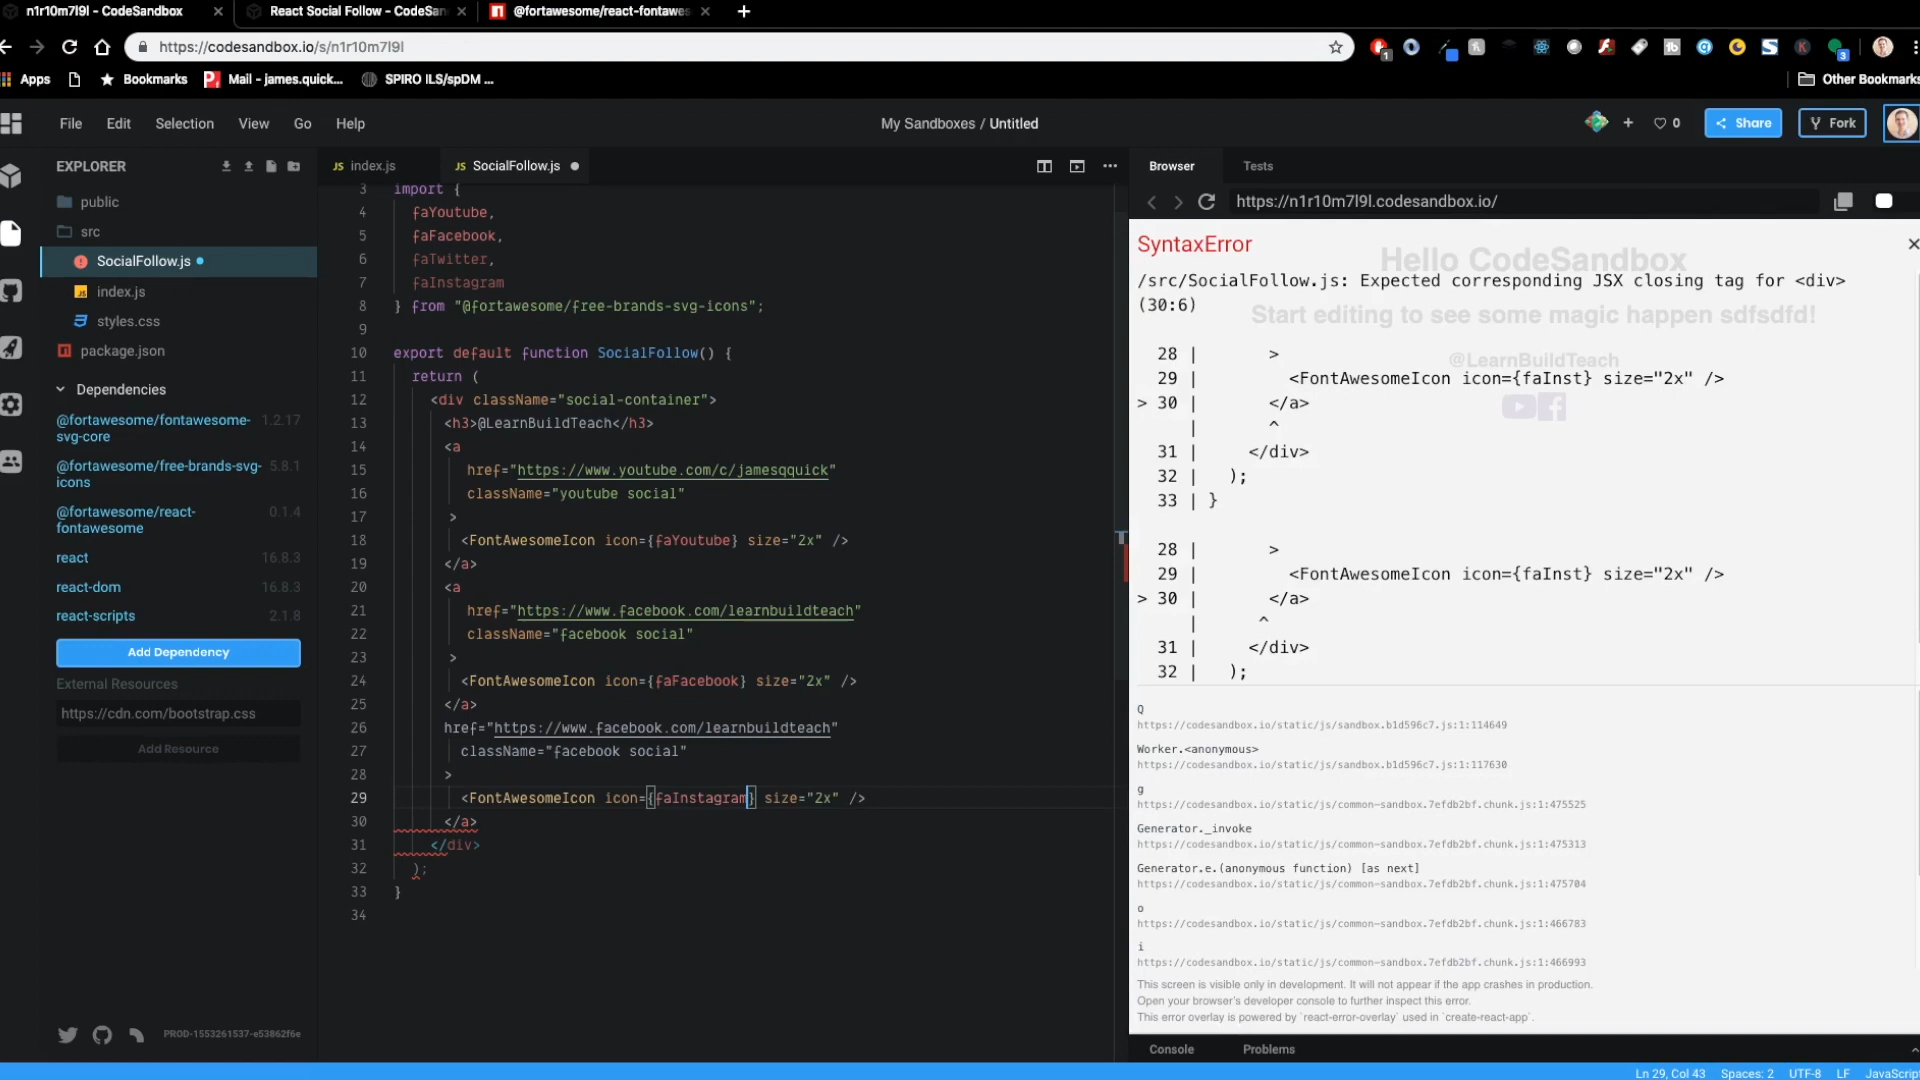 n1r10m7l9l - CodeSandbox
React Social Follow - CodeSan
@fortawesome/react-fontawes
https://codesandbox.io/s/n1r10m7l9l
1
3
Apps
Bookmarks
Mail - james.quick...
SPIRO ILS/spDM ...
Other Bookmarks
File Edit Selection View Go Help
My Sandboxes / Untitled
0
Share
Fork
EXPLORER
public
src
SocialFollow.js
index.js
styles.css
package.json
Dependencies
@fortawesome/fontawesome-svg-core 1.2.17
@fortawesome/free-brands-svg-icons 5.8.1
@fortawesome/react-fontawesome 0.1.4
react 16.8.3
react-dom 16.8.3
react-scripts 2.1.8
Add Dependency
External Resources
https://cdn.com/bootstrap.css
Add Resource
PROD-1553261537-e53862f6e
JS index.js
JS SocialFollow.js
3 import {
4 faYoutube,
5 faFacebook,
6 faTwitter,
7 faInstagram
8 } from "@fortawesome/free-brands-svg-icons";
9
10 export default function SocialFollow() {
11 return (
12 <div className="social-container">
13 <h3>@LearnBuildTeach</h3>
14 <a
15 href="https://www.youtube.com/c/jamesqquick"
16 className="youtube social"
17 >
18 <FontAwesomeIcon icon={faYoutube} size="2x" />
19 </a>
20 <a
21 href="https://www.facebook.com/learnbuildteach"
22 className="facebook social"
23 >
24 <FontAwesomeIcon icon={faFacebook} size="2x" />
25 </a>
26 href="https://www.facebook.com/learnbuildteach"
27 className="facebook social"
28 >
29 <FontAwesomeIcon icon={faInstagram} size="2x" />
30 </a>
31 </div>
32 );
33 }
34
Browser
Tests
https://n1r10m7l9l.codesandbox.io/
SyntaxError
Hello CodeSandbox
/src/SocialFollow.js: Expected corresponding JSX closing tag for <div>
(30:6)
Start editing to see some magic happen sdfsdfd!
@LearnBuildTeach
28 | >
29 | <FontAwesomeIcon icon={faInst} size="2x" />
> 30 | </a>
| ^
31 | </div>
32 | );
33 | }
28 | >
29 | <FontAwesomeIcon icon={faInst} size="2x" />
> 30 | </a>
| ^
31 | </div>
32 | );
Q
https://codesandbox.io/static/js/sandbox.b1d596c7.js:1:114649
Worker.<anonymous>
https://codesandbox.io/static/js/sandbox.b1d596c7.js:1:117630
g
https://codesandbox.io/static/js/common-sandbox.7efdb2bf.chunk.js:1:475525
Generator._invoke
https://codesandbox.io/static/js/common-sandbox.7efdb2bf.chunk.js:1:475313
Generator.e.(anonymous function) [as next]
https://codesandbox.io/static/js/common-sandbox.7efdb2bf.chunk.js:1:475704
o
https://codesandbox.io/static/js/common-sandbox.7efdb2bf.chunk.js:1:466783
i
https://codesandbox.io/static/js/common-sandbox.7efdb2bf.chunk.js:1:466993
This screen is visible only in development. It will not appear if the app crashes in production.
Open your browser's developer console to further inspect this error.
This error overlay is powered by `react-error-overlay` used in `create-react-app`.
Console
Problems
Ln 29, Col 43 Spaces: 2 UTF-8 LF JavaScript